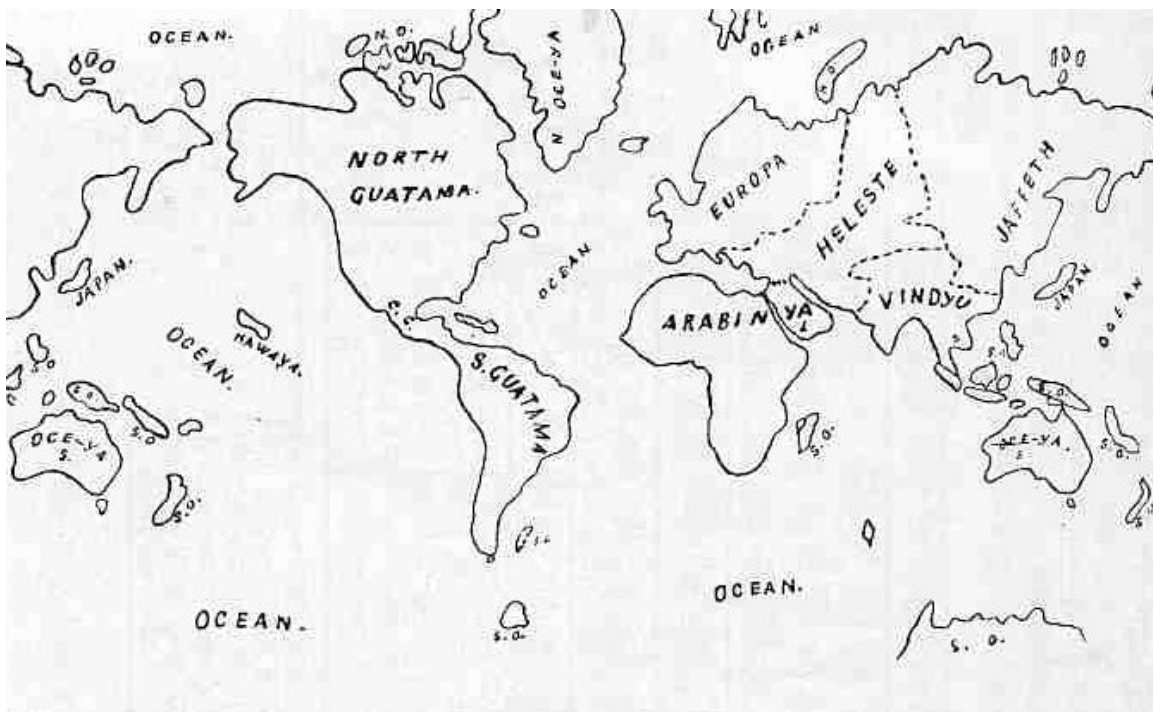 OCEAN.
N. O.
N OCE-YA
OCEAN
NORTH
GUATAMA.
EUROPA
HELESTE
JAFFETH
JAPAN.
OCEAN
VINDYU
JAPAN
OCEAN
ARABIN YA
OCEAN.
HAWAYA.
C. G.
S. GUATAMA
S. O.
S. O.
OCE-YA
S.
S. O.
S. O.
S. O.
OCE-YA.
S
S. O.
OCEAN.
OCEAN.
S. O.
S. O.